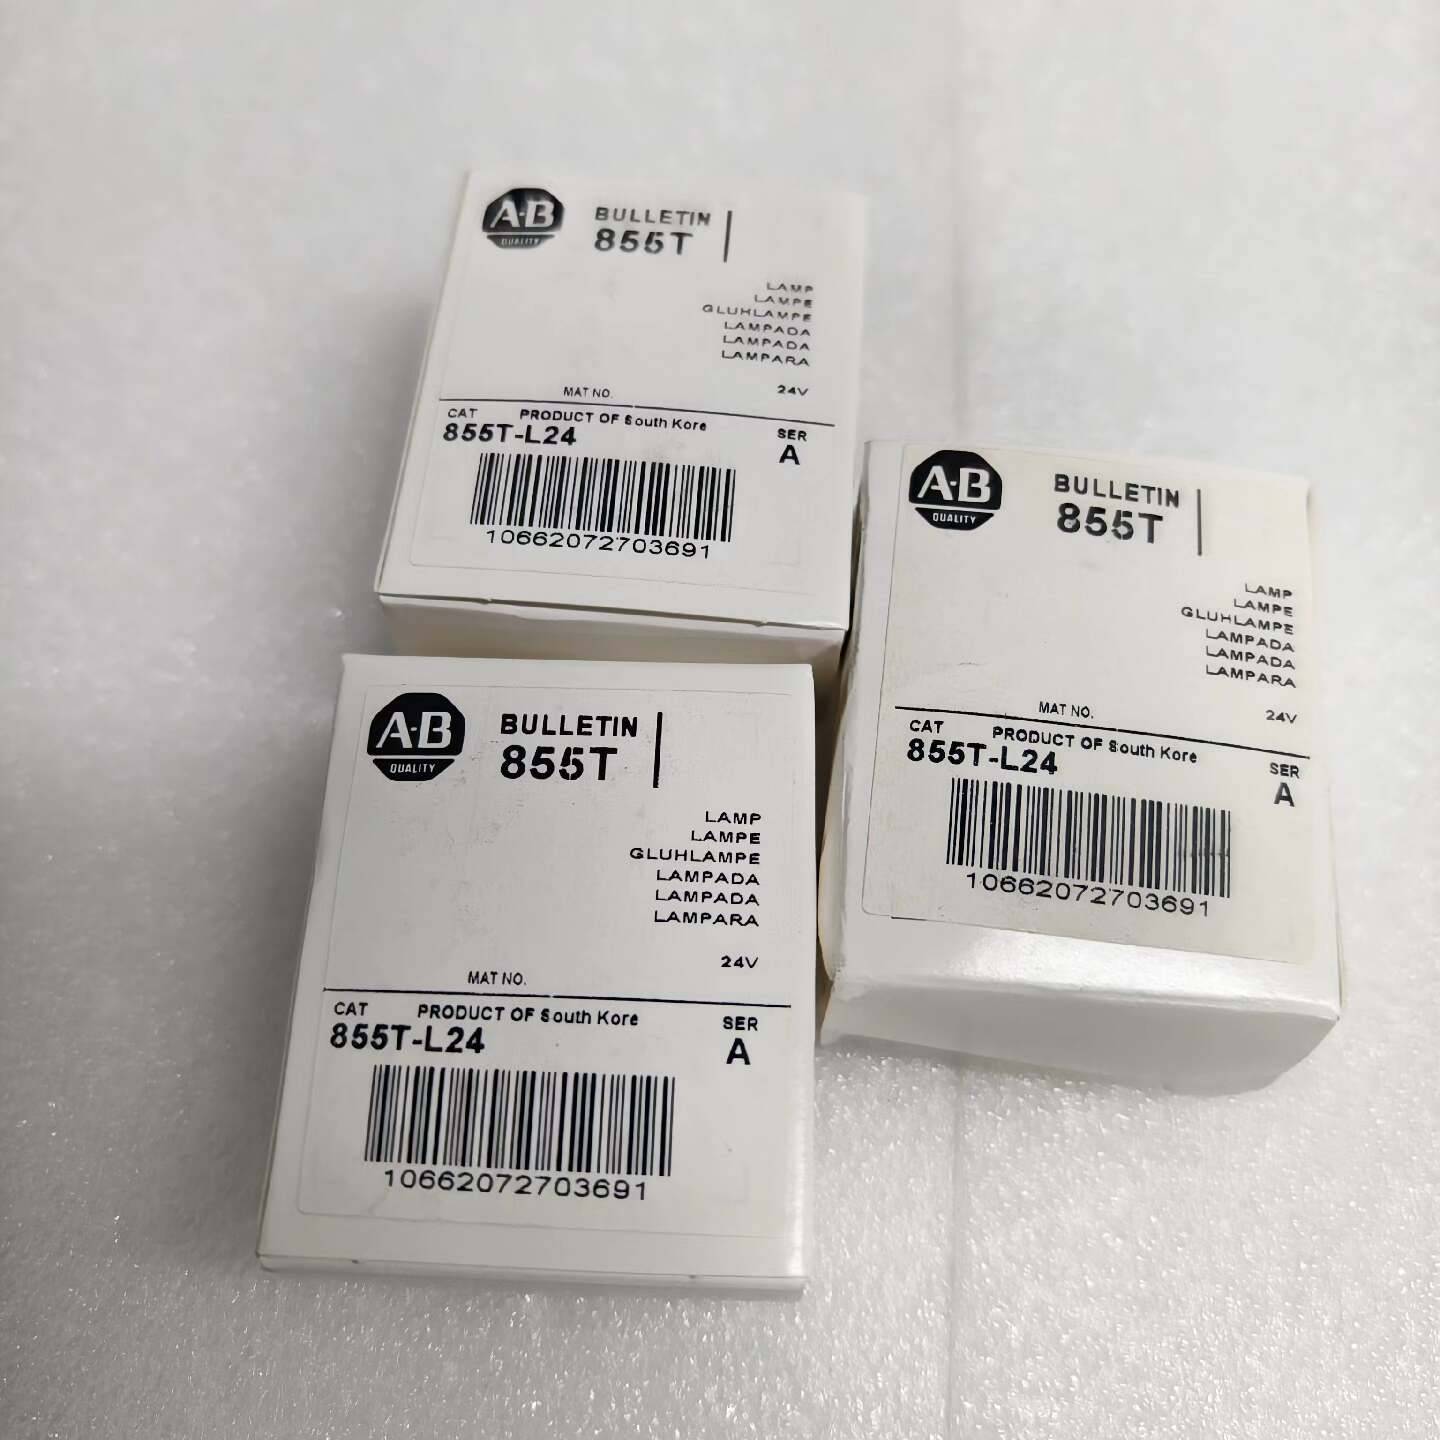 A·B
QUALITY
BULLETIN
855T
LAMP
LAMPE
GLUHLAMPE
LAMPADA
LAMPADA
LAMPARA
MAT NO.
24V
CAT
PRODUCT OF South Kore
855T-L24
SER
A
10662072703691
A·B
QUALITY
BULLETIN
855T
LAMP
LAMPE
GLUHLAMPE
LAMPADA
LAMPADA
LAMPARA
MAT NO.
24V
CAT
PRODUCT OF South Kore
855T-L24
SER
A
10662072703691
A·B
QUALITY
BULLETIN
855T
LAMP
LAMPE
GLUHLAMPE
LAMPADA
LAMPADA
LAMPARA
24V
MAT NO.
CAT
PRODUCT OF South Kore
855T-L24
SER
A
10662072703691